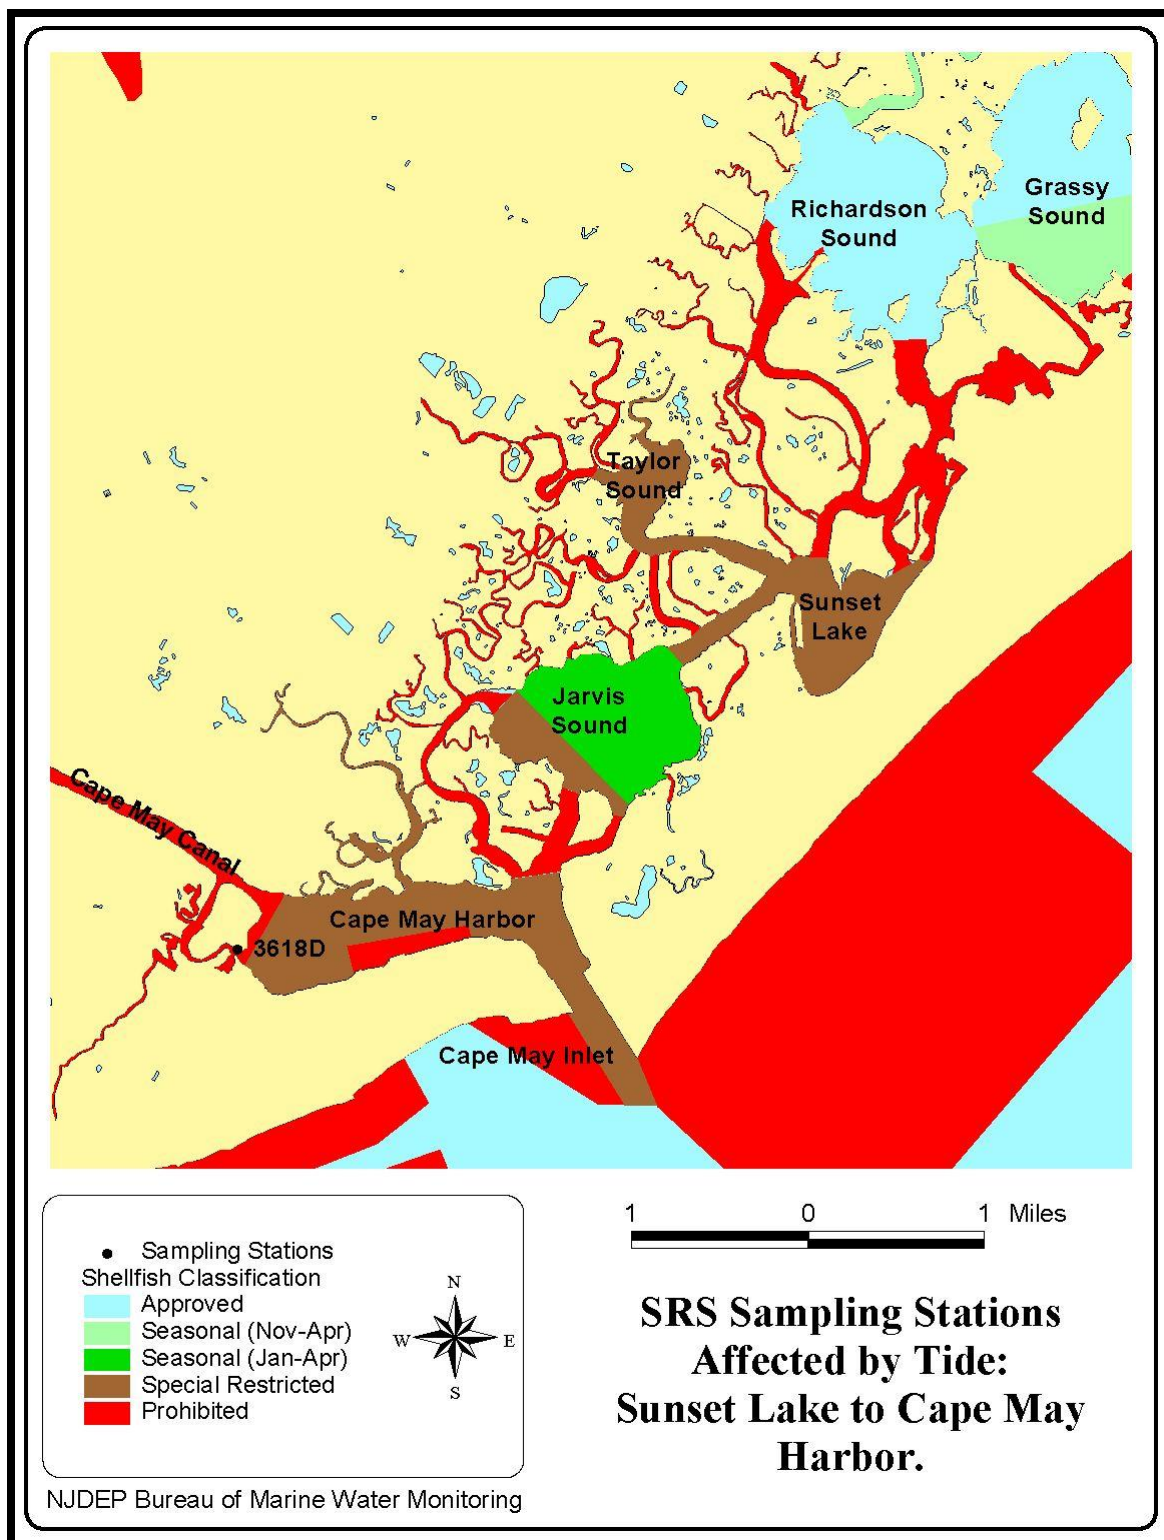 Grassy
Sound
Richardson
Sound
Taylor
Sound
Sunset
Lake
Jarvis
Sound
Cape May Canal
Cape May Harbor
3618D
Cape May Inlet
1 0 1 Miles
Sampling Stations
Shellfish Classification
Approved
Seasonal (Nov-Apr)
Seasonal (Jan-Apr)
Special Restricted
Prohibited
N
W E
S
SRS Sampling Stations
Affected by Tide:
Sunset Lake to Cape May
Harbor.
NJDEP Bureau of Marine Water Monitoring